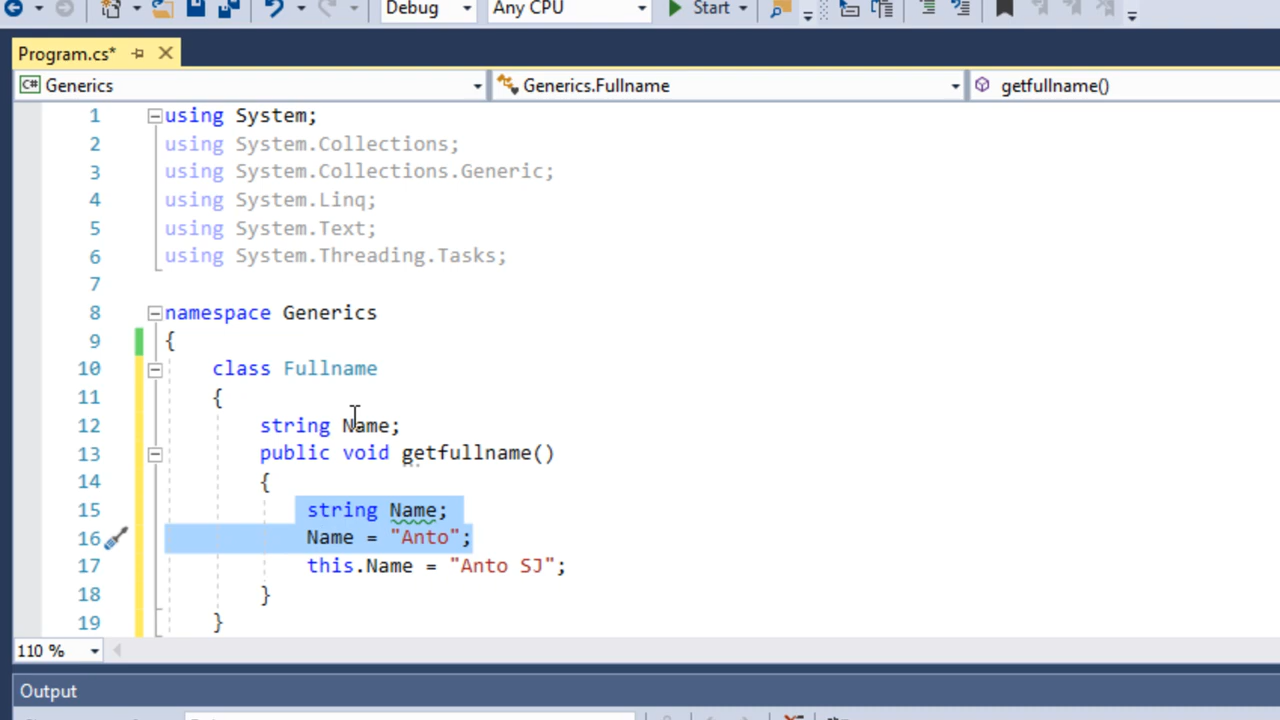 Debug Any CPU Start
Program.cs*
C# Generics Generics.Fullname getfullname()
1 using System;
2 using System.Collections;
3 using System.Collections.Generic;
4 using System.Linq;
5 using System.Text;
6 using System.Threading.Tasks;
7
8 namespace Generics
9 {
10 class Fullname
11 {
12 string Name;
13 public void getfullname()
14 {
15 string Name;
16 Name = "Anto";
17 this.Name = "Anto SJ";
18 }
19 }
110 %
Output